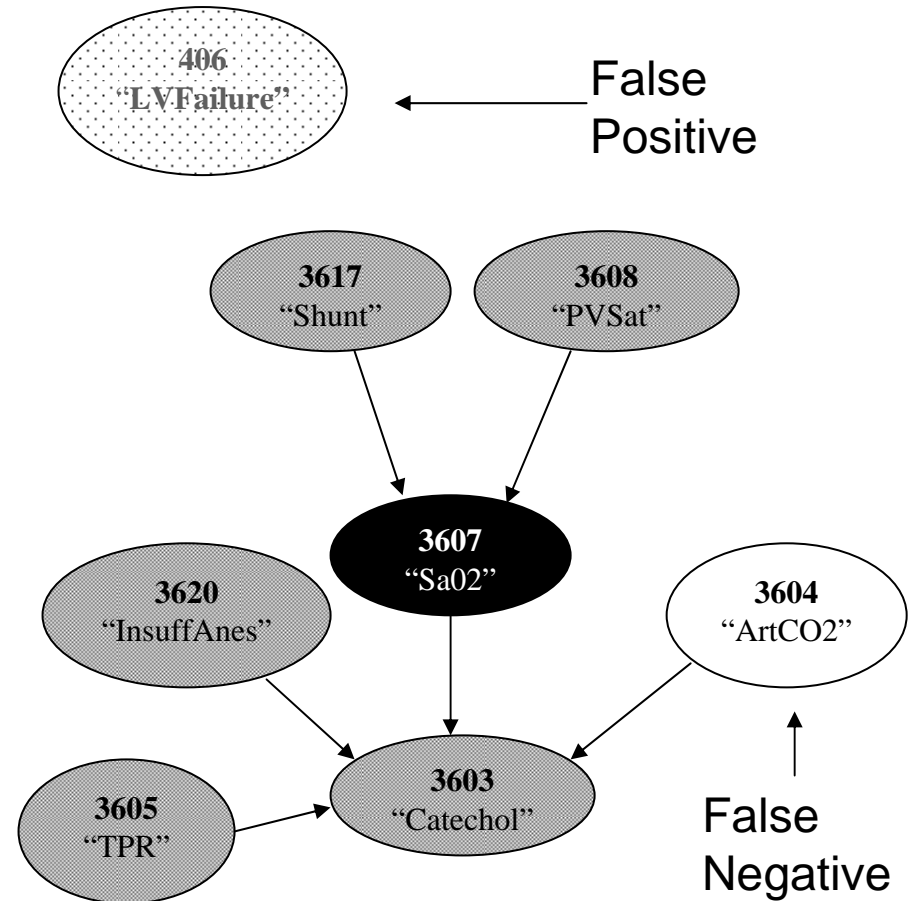 406
“LVFailure”
False
Positive
3617
“Shunt”
3608
“PVSat”
3607
“Sa02”
3620
“InsuffAnes”
3604
“ArtCO2”
3603
“Catechol”
3605
“TPR”
False
Negative